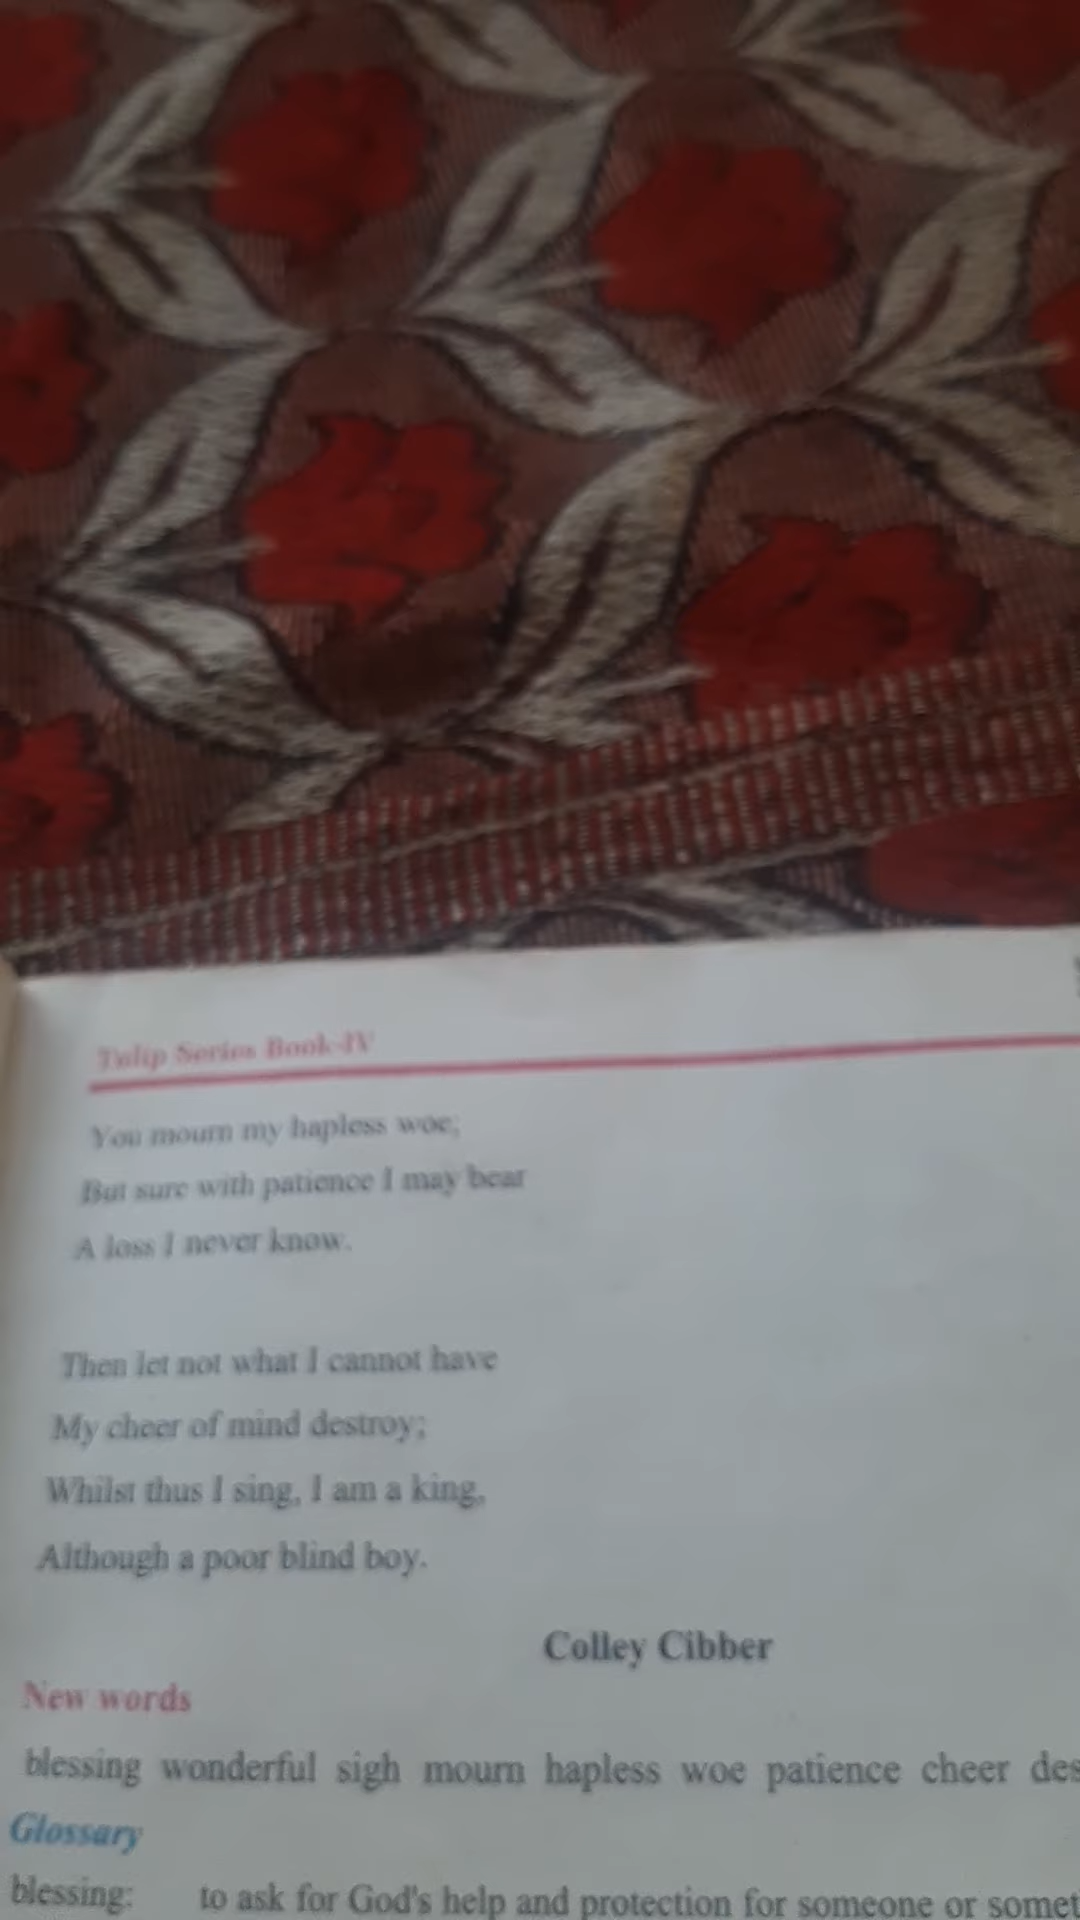 Tulip Series Book-IV
You mourn my hapless woe;
But sure with patience I may bear
A loss I never know.
Then let not what I cannot have
My cheer of mind destroy;
Whilst thus I sing, I am a king,
Although a poor blind boy.
Colley Cibber
New words
blessing wonderful sigh mourn hapless woe patience cheer des
Glossary
blessing: to ask for God's help and protection for someone or somet